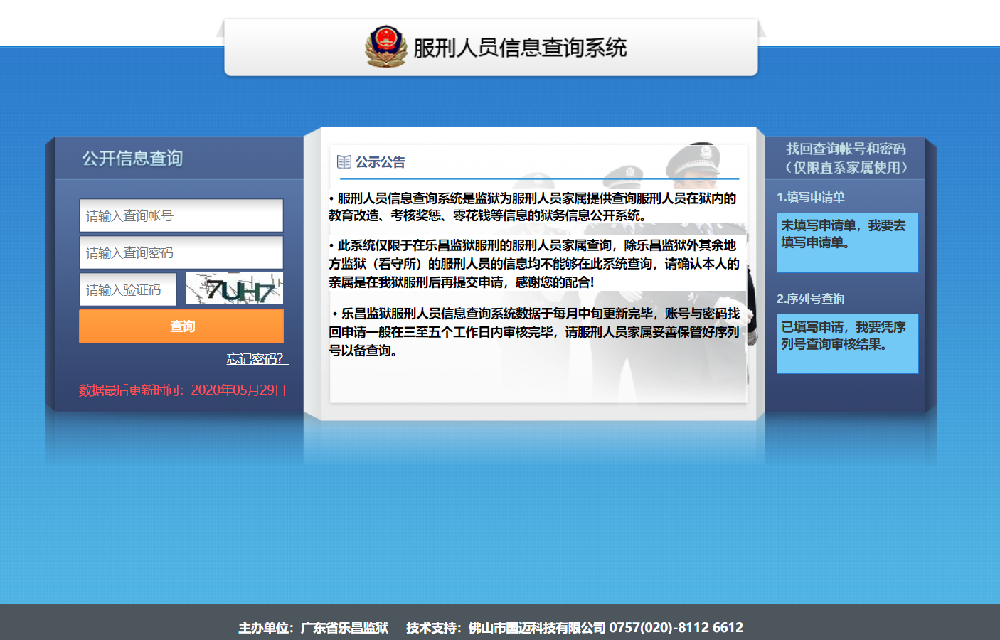 服刑人员信息查询系统
公开信息查询
请输入查询帐号
请输入查询密码
请输入验证码
7UH7
查询
忘记密码?
数据最后更新时间：2020年05月29日
公示公告
· 服刑人员信息查询系统是监狱为服刑人员家属提供查询服刑人员在狱内的
教育改造、考核奖惩、零花钱等信息的狱务信息公开系统。
· 此系统仅限于在乐昌监狱服刑的服刑人员家属查询，除乐昌监狱外其余地
方监狱（看守所）的服刑人员的信息均不能够在此系统查询，请确认本人的
亲属是在我狱服刑后再提交申请，感谢您的配合!
· 乐昌监狱服刑人员信息查询系统数据于每月中旬更新完毕，账号与密码找
回申请一般在三至五个工作日内审核完毕，请服刑人员家属妥善保管好序列
号以备查询。
找回查询帐号和密码
（仅限直系家属使用）
1.填写申请单
未填写申请单，我要去
填写申请单。
2.序列号查询
已填写申请，我要凭序
列号查询审核结果。
主办单位：广东省乐昌监狱 技术支持：佛山市国迈科技有限公司 0757(020)-8112 6612